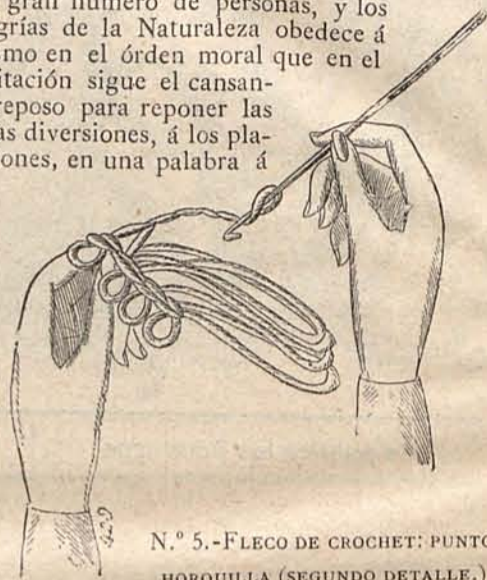 gran número de personas, y los
grías de la Naturaleza obedece á
smo en el órden moral que en el
itación sigue el cansan-
reposo para reponer las
as diversiones, á los pla-
ones, en una palabra á
429
N.º 5.-FLECO DE CROCHET: PUNTO
HORQUILLA (SEGUNDO DETALLE.)